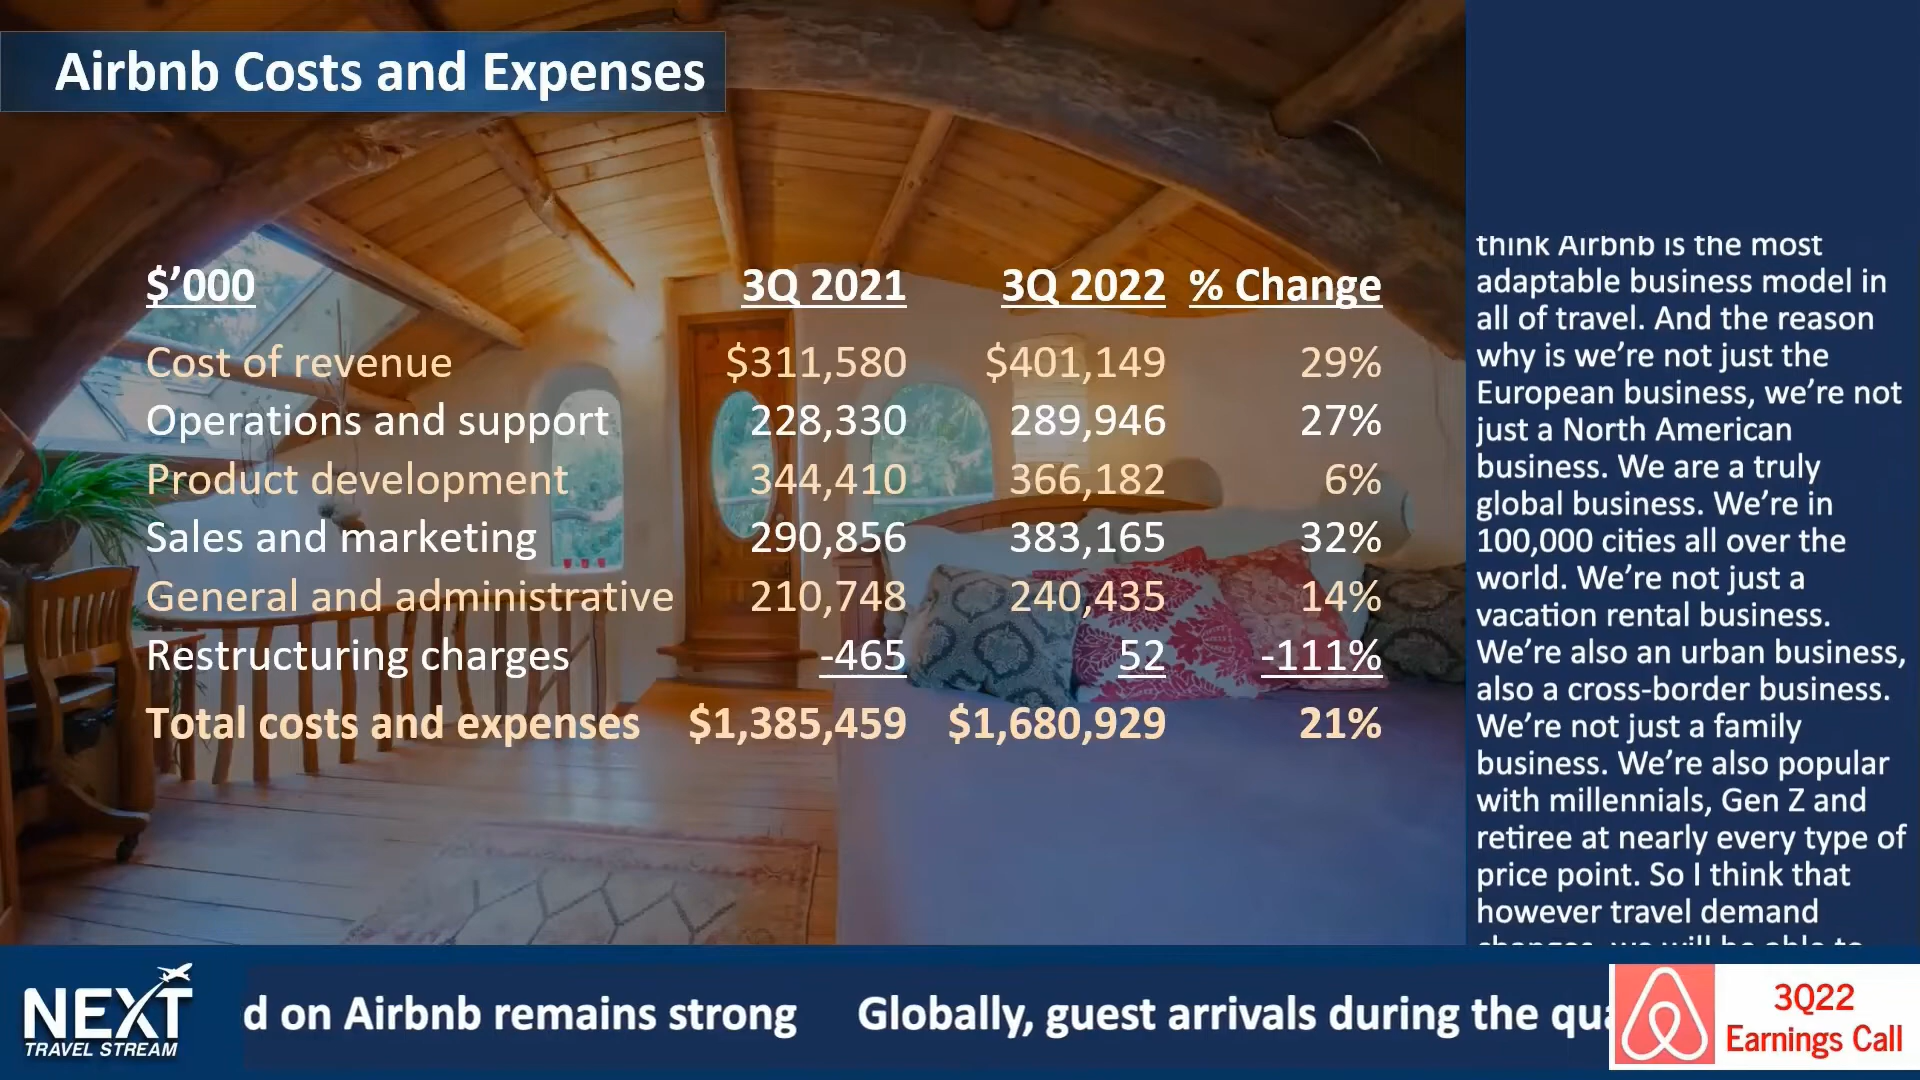 Airbnb Costs and Expenses
$’000 3Q 2021 3Q 2022 % Change
Cost of revenue $311,580 $401,149 29%
Operations and support 228,330 289,946 27%
Product development 344,410 366,182 6%
Sales and marketing 290,856 383,165 32%
General and administrative 210,748 240,435 14%
Restructuring charges -465 52 -111%
Total costs and expenses $1,385,459 $1,680,929 21%
think Airbnb is the most
adaptable business model in
all of travel. And the reason
why is we’re not just the
European business, we’re not
just a North American
business. We are a truly
global business. We’re in
100,000 cities all over the
world. We’re not just a
vacation rental business.
We’re also an urban business,
also a cross-border business.
We’re not just a family
business. We’re also popular
with millennials, Gen Z and
retiree at nearly every type of
price point. So I think that
however travel demand
changes, we will be able to
NEXT
TRAVEL STREAM
d on Airbnb remains strong Globally, guest arrivals during the qua
3Q22
Earnings Call